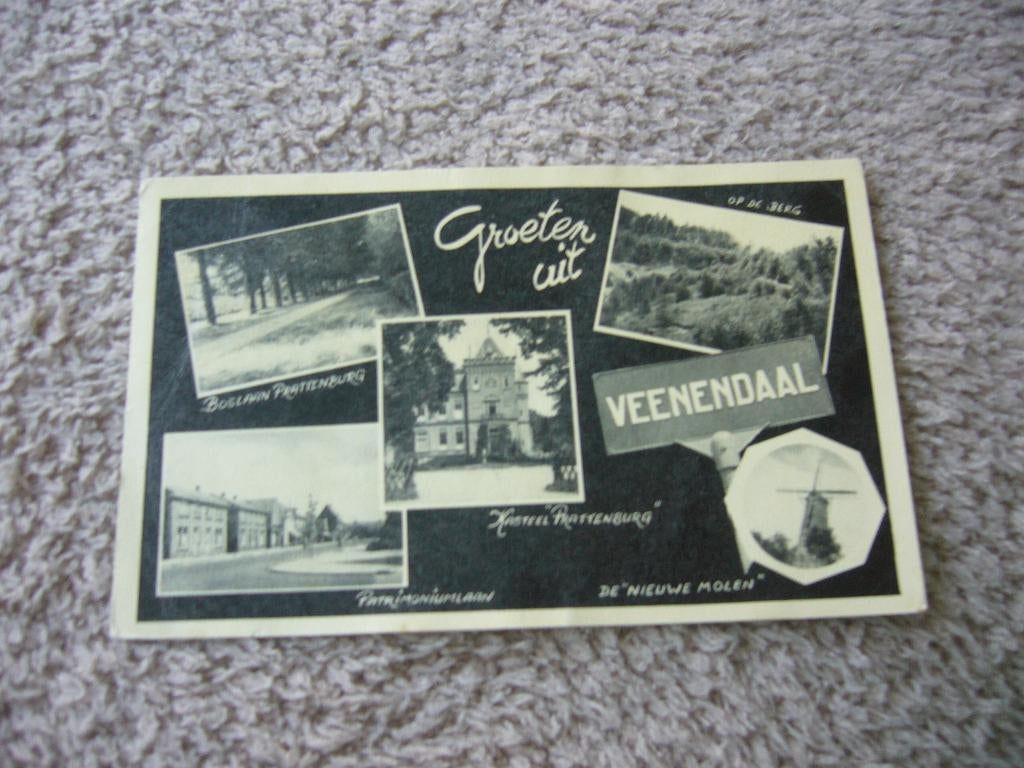 Groeten
uit
OP DE BERG
BOSLAAN PRATTENBURG
VEENENDAAL
KASTEEL "PRATTENBURG"
PATRIMONIUMLAAN
DE "NIEUWE MOLEN"